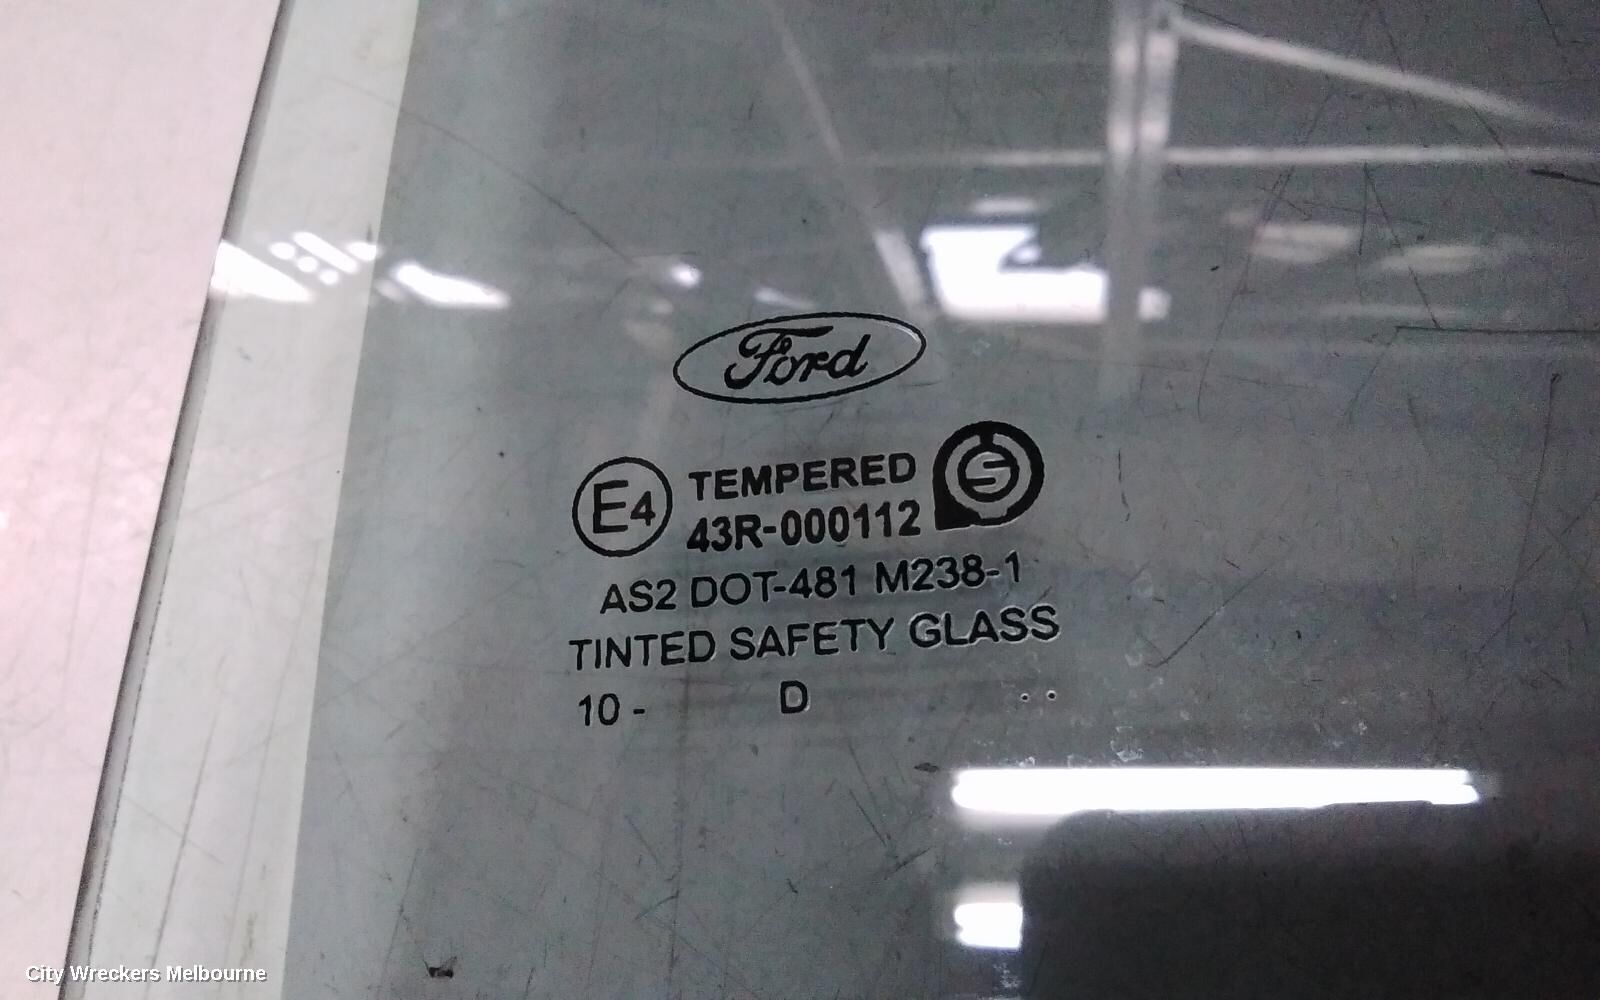 Ford
E4
TEMPERED
43R-000112
S
AS2 DOT-481 M238-1
TINTED SAFETY GLASS
10 - D . .
City Wreckers Melbourne